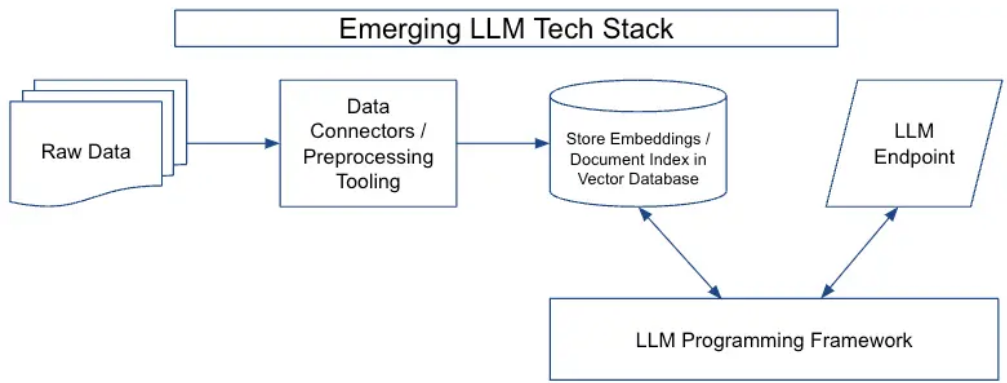 Emerging LLM Tech Stack
Raw Data
Data
Connectors /
Preprocessing
Tooling
Store Embeddings /
Document Index in
Vector Database
LLM
Endpoint
LLM Programming Framework